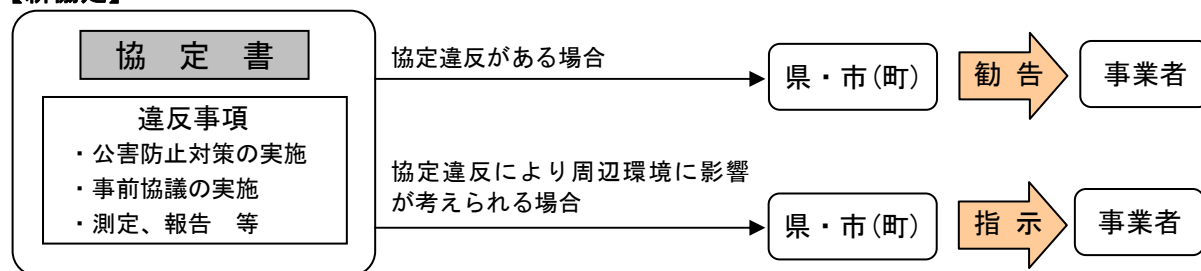 協 定 書
違反事項
・公害防止対策の実施
・事前協議の実施
・測定、報告 等
協定違反がある場合
県・市(町)
勧 告
事業者
協定違反により周辺環境に影響
が考えられる場合
県・市(町)
指 示
事業者